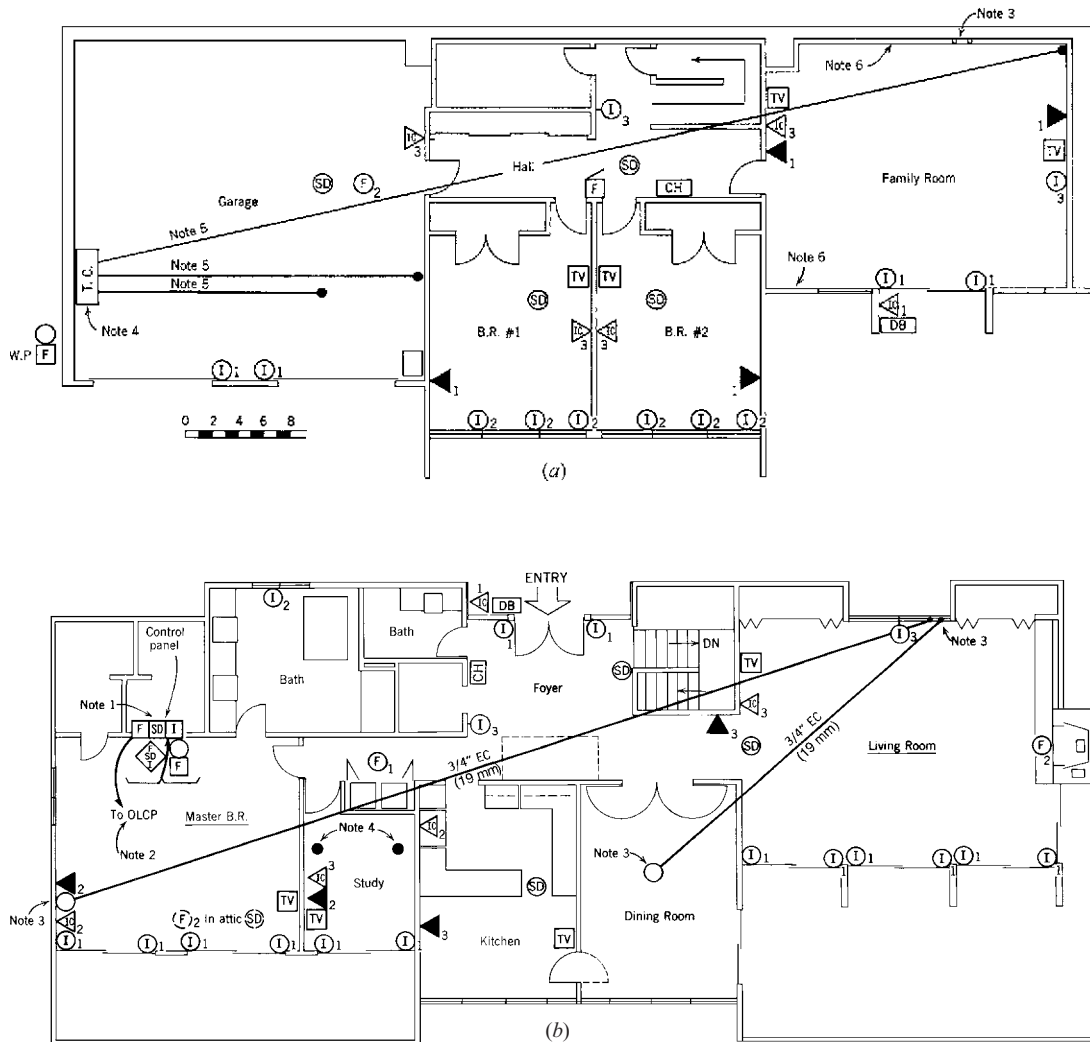 Note 3
Note 6
TV
I 3
IC 3
IC 3
1
1
TV
Hall
SD
SD
F 2
F
CH
Family Room
I 3
Garage
Note 5
Note 6
T.C.
Note 5
Note 5
TV
TV
I 1
I 1
SD
SD
IC 1
Note 4
DB
W.P
F
B.R. #1
IC 3
IC 3
B.R. #2
I 1
I 1
1
1
0 2 4 6 8
I 2
I 2
I 2
I 2
I 2
I 2
(a)
ENTRY
1
IC
DB
I 2
I 1
I 1
Control
panel
Bath
DN
I 3
Note 3
SD
TV
CH
Bath
Foyer
Note 1
IC 3
F SD I
I 3
3
F
SD
I
F
SD
3/4" EC
(19 mm)
Living Room
F 2
F 1
3/4" EC
(19 mm)
To OLCP
Master B.R.
Note 4
IC 2
Note 2
Note 3
I 1
I 1
I 1
I 1
I 1
I 1
2
3
IC
Study
SD
Note 3
TV
2
IC 2
F 2 in attic SD
TV
3
Dining Room
I 1
I 1
I 1
I 1
I 1
I 1
Kitchen
TV
(b)